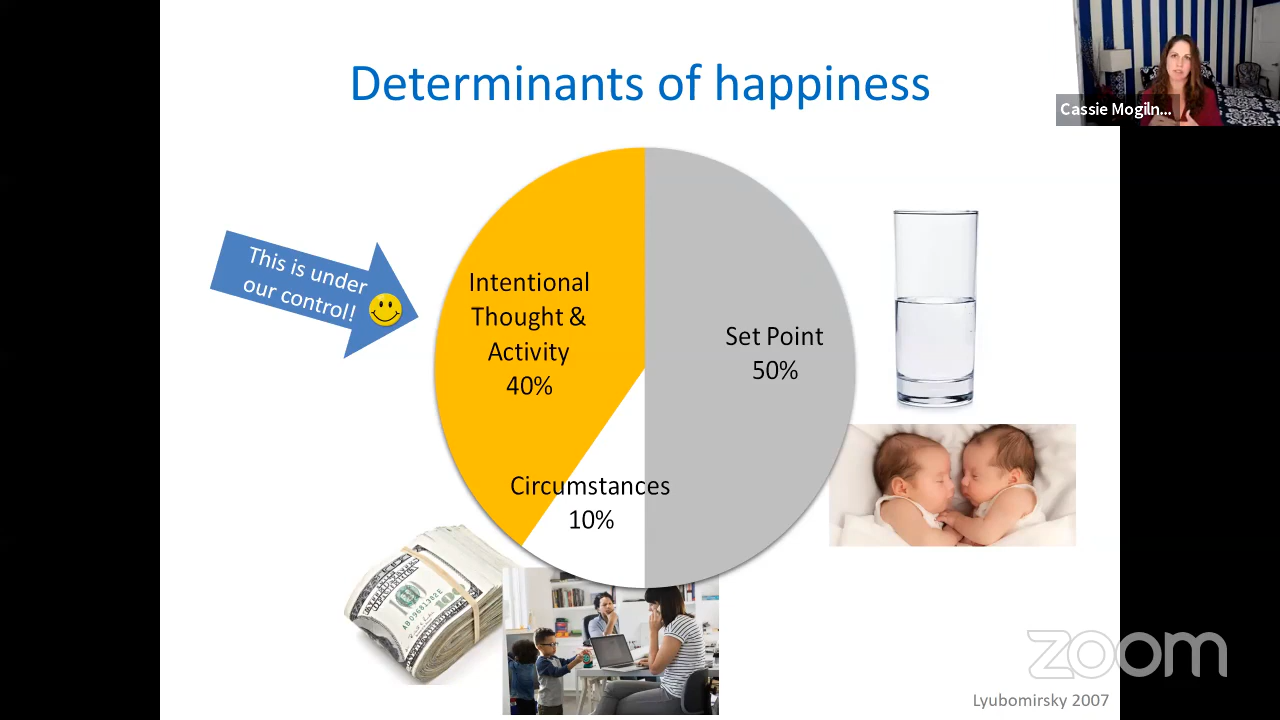 Determinants of happiness
Cassie Mogiln...
This is under
our control!
Intentional
Thought &
Activity
40%
Set Point
50%
Circumstances
10%
zoom
Lyubomirsky 2007